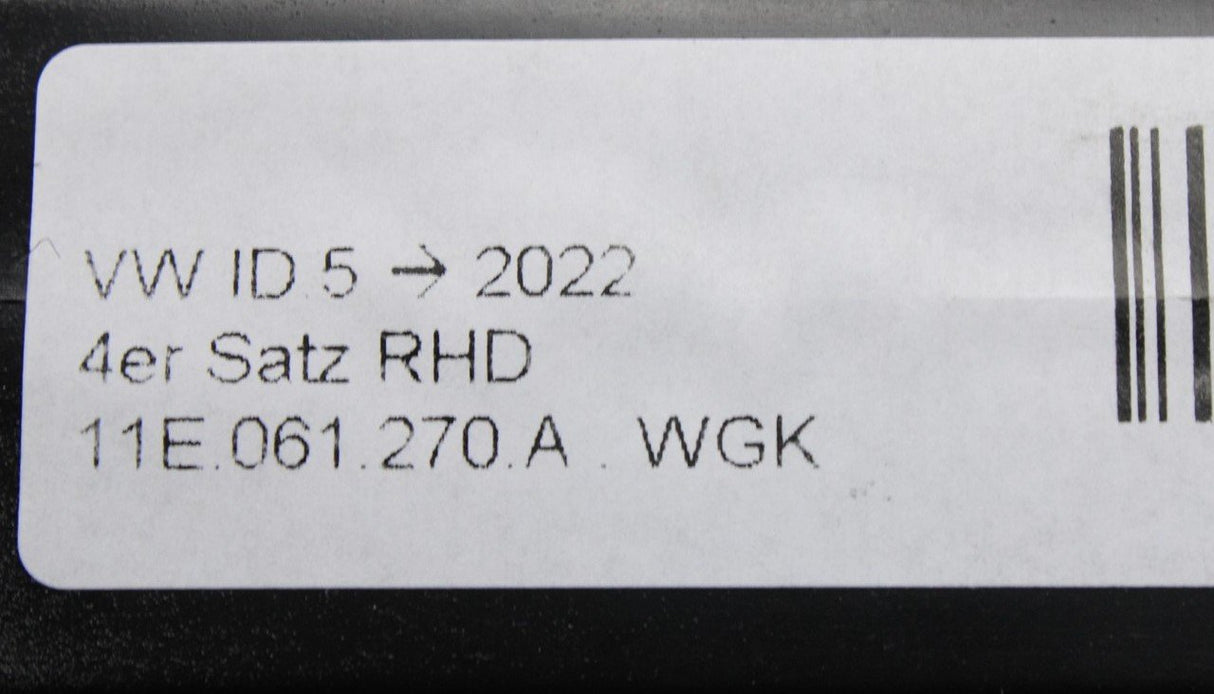 VW ID.5 → 2022
4er Satz RHD
11E.061.270.A . WGK